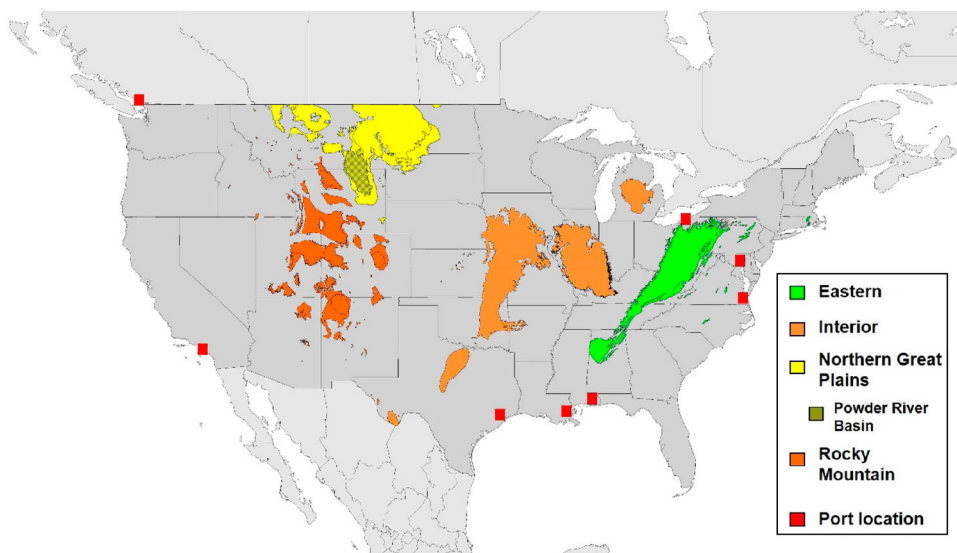 Eastern
Interior
Northern Great
Plains
Powder River
Basin
Rocky
Mountain
Port location